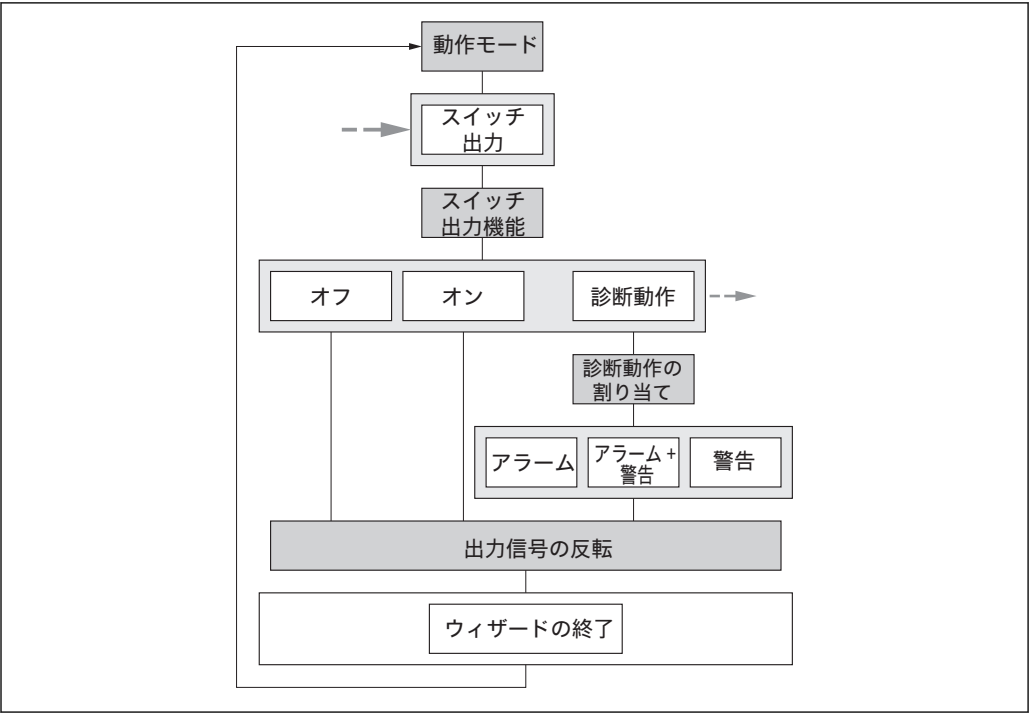 動作モード
スイッチ
出力
スイッチ
出力機能
オフ
オン
診断動作
診断動作の
割り当て
アラーム
アラーム +
警告
警告
出力信号の反転
ウィザードの終了